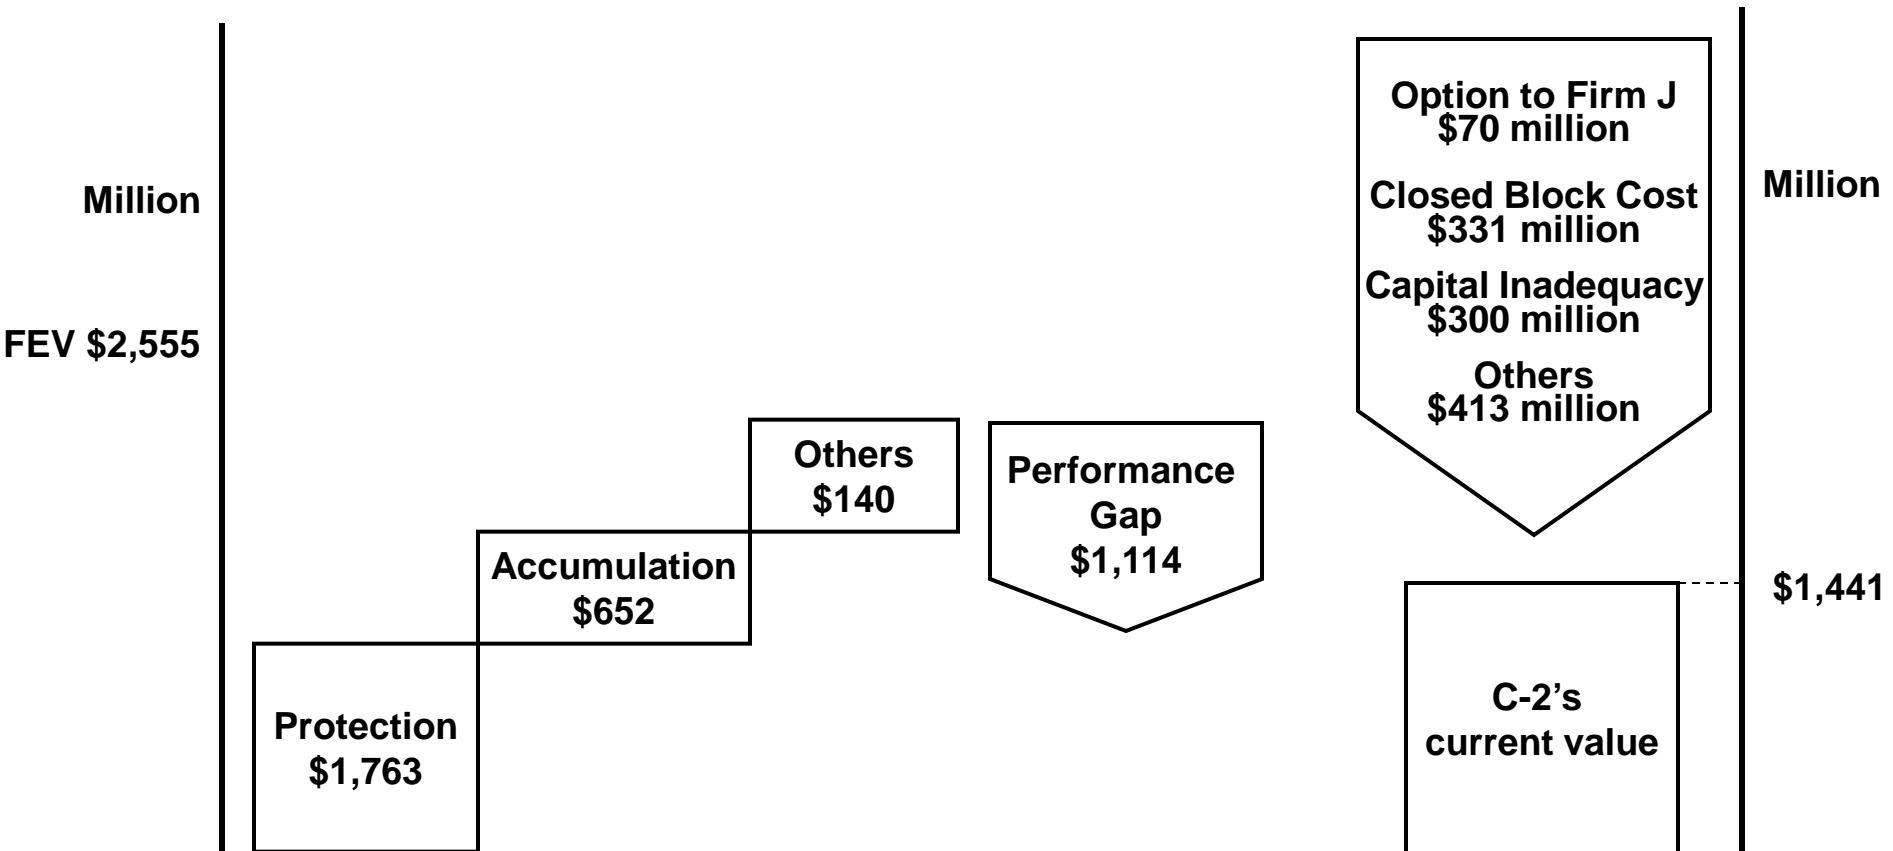 Million
FEV $2,555
Protection
$1,763
Accumulation
$652
Others
$140
Performance
Gap
$1,114
Option to Firm J
$70 million
Closed Block Cost
$331 million
Capital Inadequacy
$300 million
Others
$413 million
C-2’s
current value
Million
$1,441